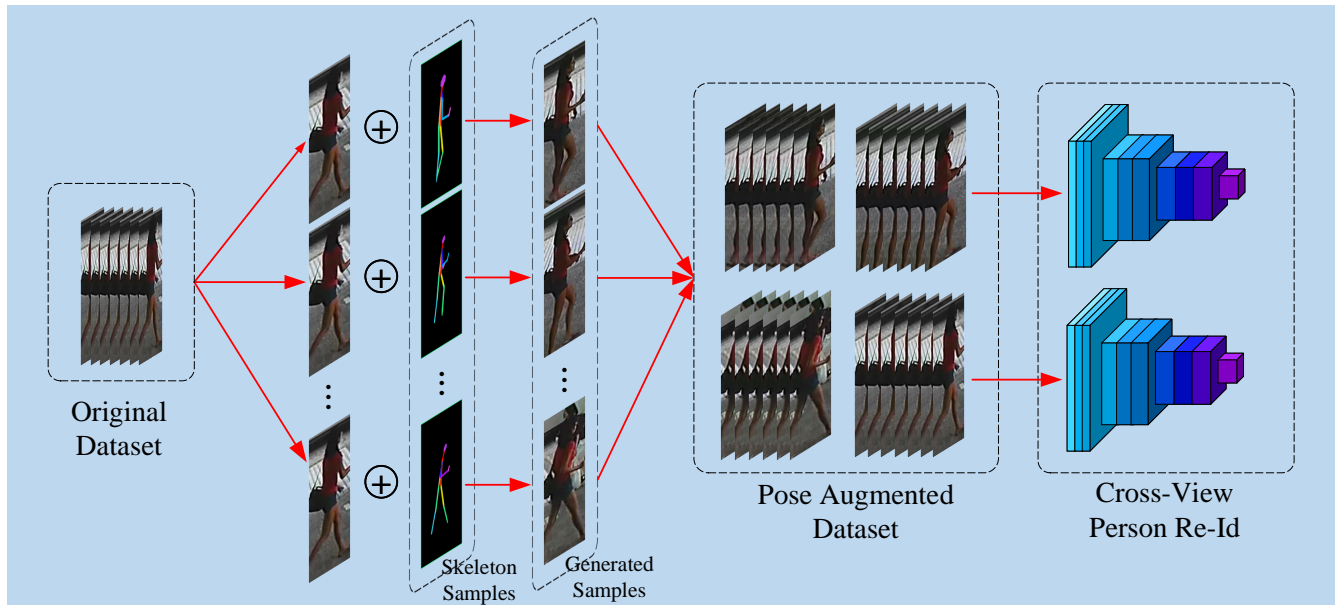 Original
Dataset
Skeleton
Samples
Generated
Samples
Pose Augmented
Dataset
Cross-View
Person Re-Id